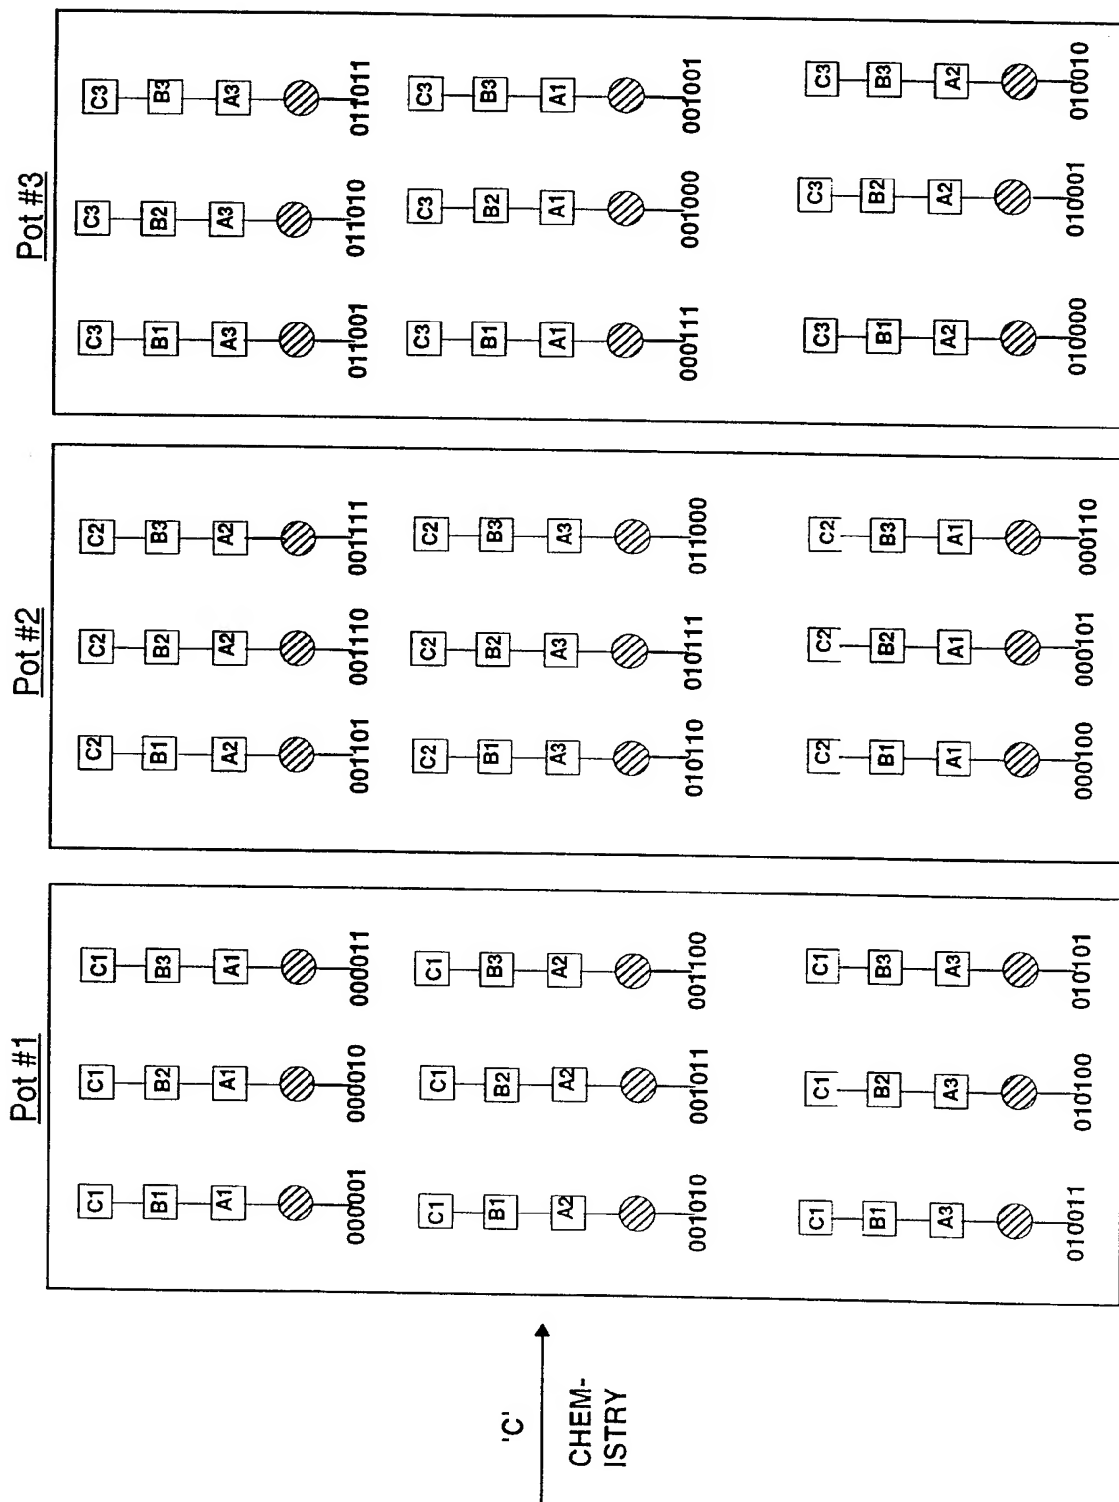 'C'
CHEM-
ISTRY
Pot #1
C1 C1 C1
B1 B2 B3
A1 A1 A1
000001 000010 000011
C1 C1 C1
B1 B2 B3
A2 A2 A2
001010 001011 001100
C1 C1 C1
B1 B2 B3
A3 A3 A3
010011 010100 010101
Pot #2
C2 C2 C2
B1 B2 B3
A2 A2 A2
001101 001110 001111
C2 C2 C2
B1 B2 B3
A3 A3 A3
010110 010111 011000
C2 C2 C2
B1 B2 B3
A1 A1 A1
000100 000101 000110
Pot #3
C3 C3 C3
B1 B2 B3
A3 A3 A3
011001 011010 011011
C3 C3 C3
B1 B2 B3
A1 A1 A1
000111 001000 001001
C3 C3 C3
B1 B2 B3
A2 A2 A2
010000 010001 010010